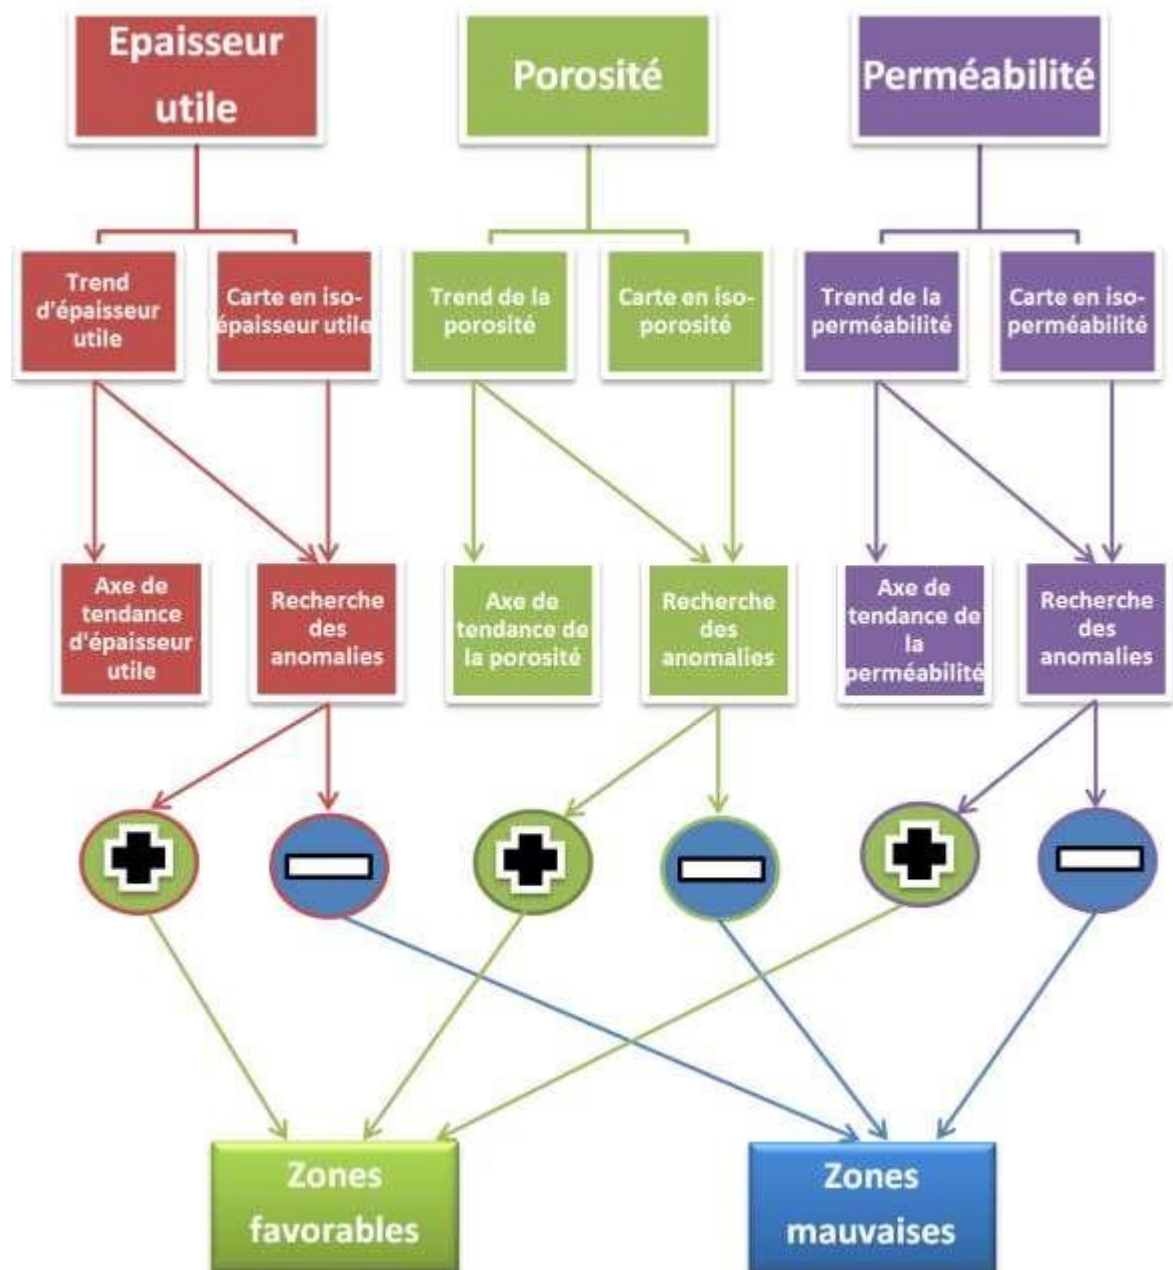 Epaisseur
utile
Porosité
Perméabilité
Trend
d'épaisseur
utile
Carte en iso-
épaisseur utile
Trend de la
porosité
Carte en iso-
porosité
Trend de la
perméabilité
Carte en iso-
perméabilité
Axe de
tendance
d'épaisseur
utile
Recherche
des
anomalies
Axe de
tendance de
la porosité
Recherche
des
anomalies
Axe de
tendance de
la
perméabilité
Recherche
des
anomalies
Zones
favorables
Zones
mauvaises